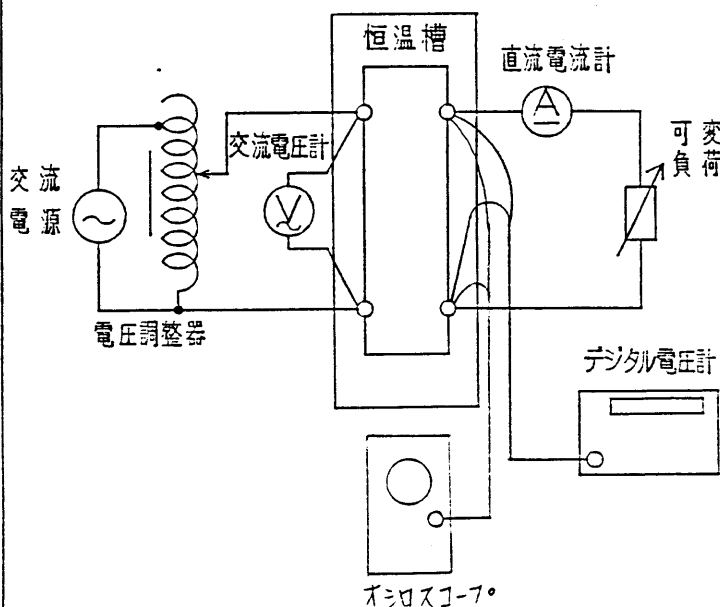 恒温槽
直流電流計
A
可変
負荷
交流電圧計
V
交流
電源
電圧調整器
デジタル電圧計
オシロスコープ